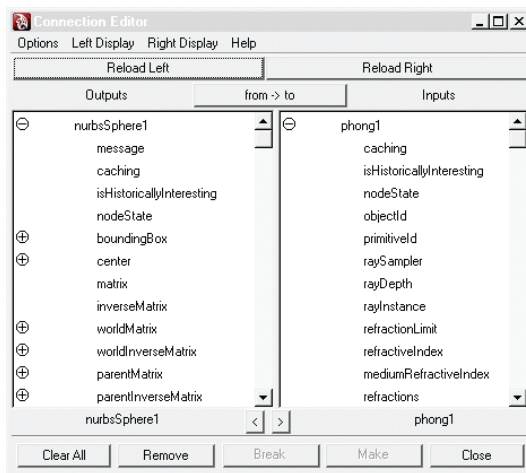 Connection Editor
Options Left Display Right Display Help
Reload Left Reload Right
Outputs from -> to Inputs
nurbsSphere1
message
caching
isHistoricallyInteresting
nodeState
boundingBox
center
matrix
inverseMatrix
worldMatrix
worldInverseMatrix
parentMatrix
parentInverseMatrix
phong1
caching
isHistoricallyInteresting
nodeState
objectId
primitiveId
raySampler
rayDepth
rayInstance
refractionLimit
refractiveIndex
mediumRefractiveIndex
refractions
nurbsSphere1 < > phong1
Clear All Remove Break Make Close